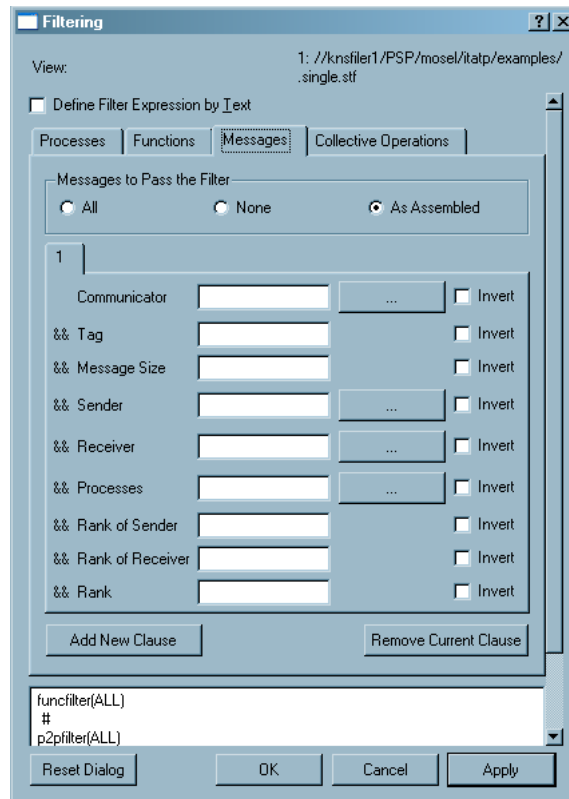 Filtering
View: 1: //knsfiler1/PSP/mosel/itatp/examples/
.single.stf
Define Filter Expression by Text
Processes Functions Messages Collective Operations
Messages to Pass the Filter
All None As Assembled
1
Communicator ... Invert
&& Tag Invert
&& Message Size Invert
&& Sender ... Invert
&& Receiver ... Invert
&& Processes ... Invert
&& Rank of Sender Invert
&& Rank of Receiver Invert
&& Rank Invert
Add New Clause Remove Current Clause
funcfilter(ALL)
#
p2pfilter(ALL)
Reset Dialog OK Cancel Apply